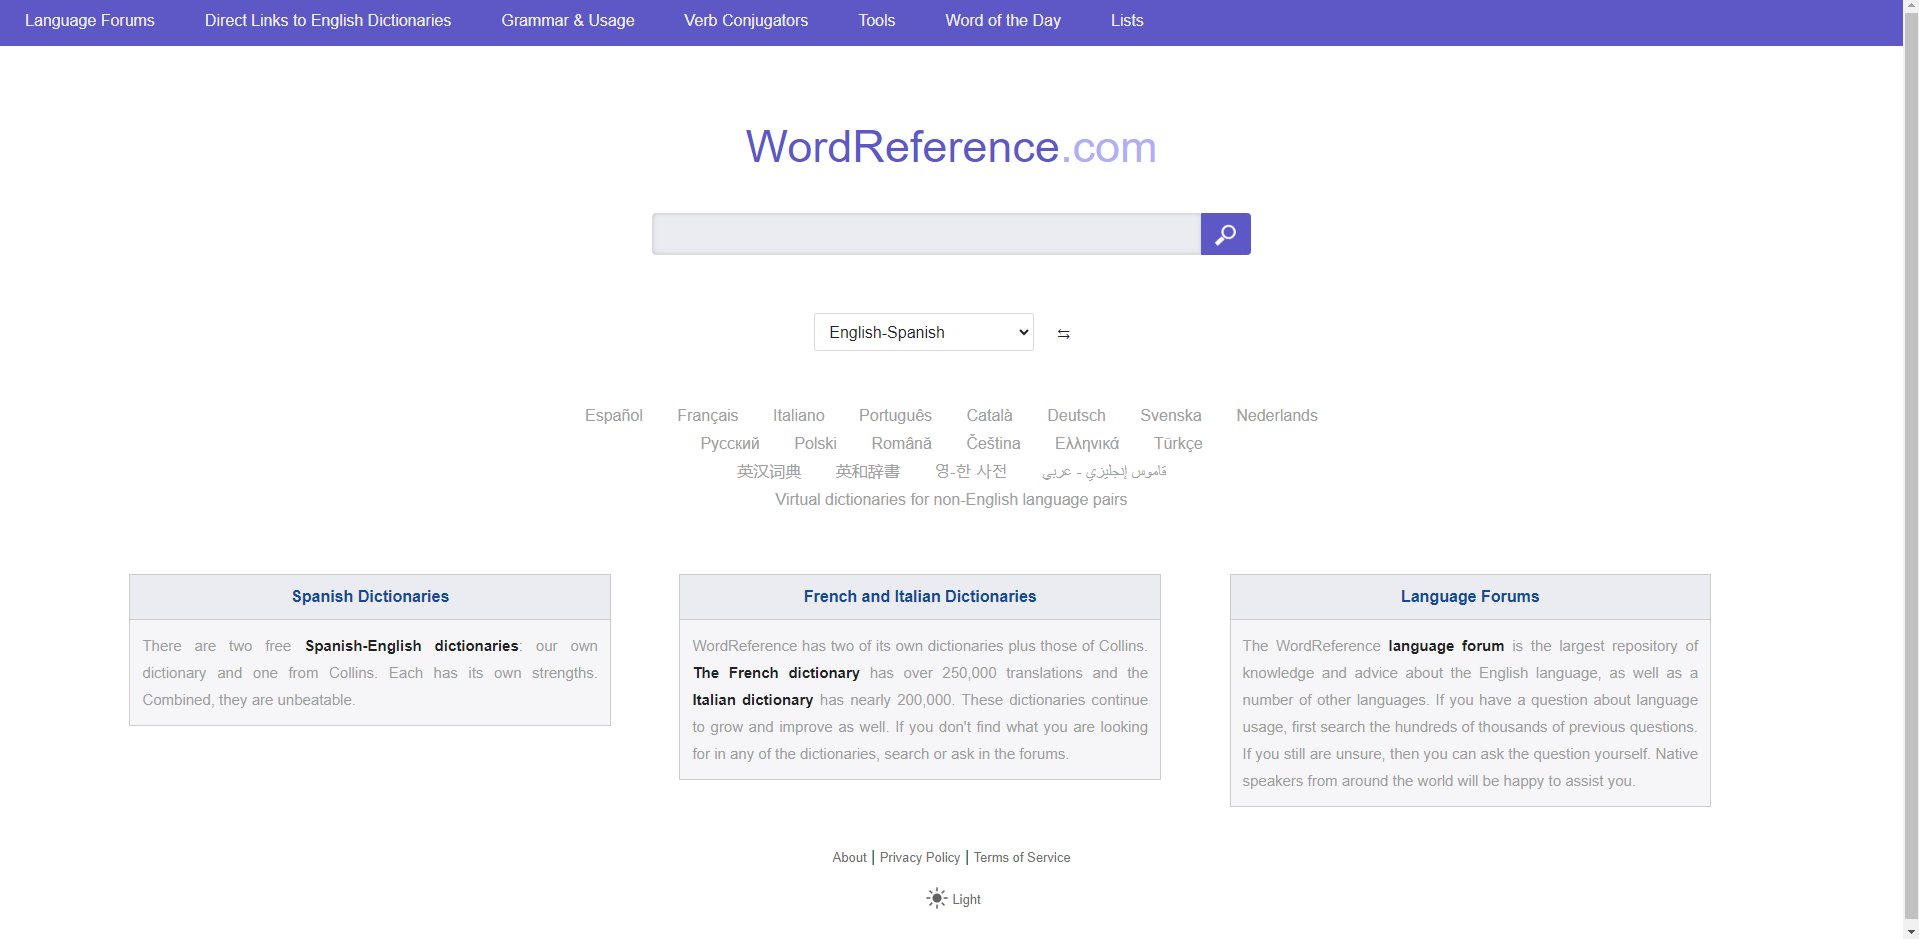 Language Forums Direct Links to English Dictionaries Grammar & Usage Verb Conjugators Tools Word of the Day Lists
WordReference.com
English-Spanish ⇆
Español Français Italiano Português Català Deutsch Svenska Nederlands
Русский Polski Română Čeština Ελληνικά Türkçe
英汉词典 英和辞書 영-한 사전 قاموس إنجليزي - عربي
Virtual dictionaries for non-English language pairs
Spanish Dictionaries
There are two free Spanish-English dictionaries: our own
dictionary and one from Collins. Each has its own strengths.
Combined, they are unbeatable.
French and Italian Dictionaries
WordReference has two of its own dictionaries plus those of Collins.
The French dictionary has over 250,000 translations and the
Italian dictionary has nearly 200,000. These dictionaries continue
to grow and improve as well. If you don't find what you are looking
for in any of the dictionaries, search or ask in the forums.
Language Forums
The WordReference language forum is the largest repository of
knowledge and advice about the English language, as well as a
number of other languages. If you have a question about language
usage, first search the hundreds of thousands of previous questions.
If you still are unsure, then you can ask the question yourself. Native
speakers from around the world will be happy to assist you.
About | Privacy Policy | Terms of Service
Light